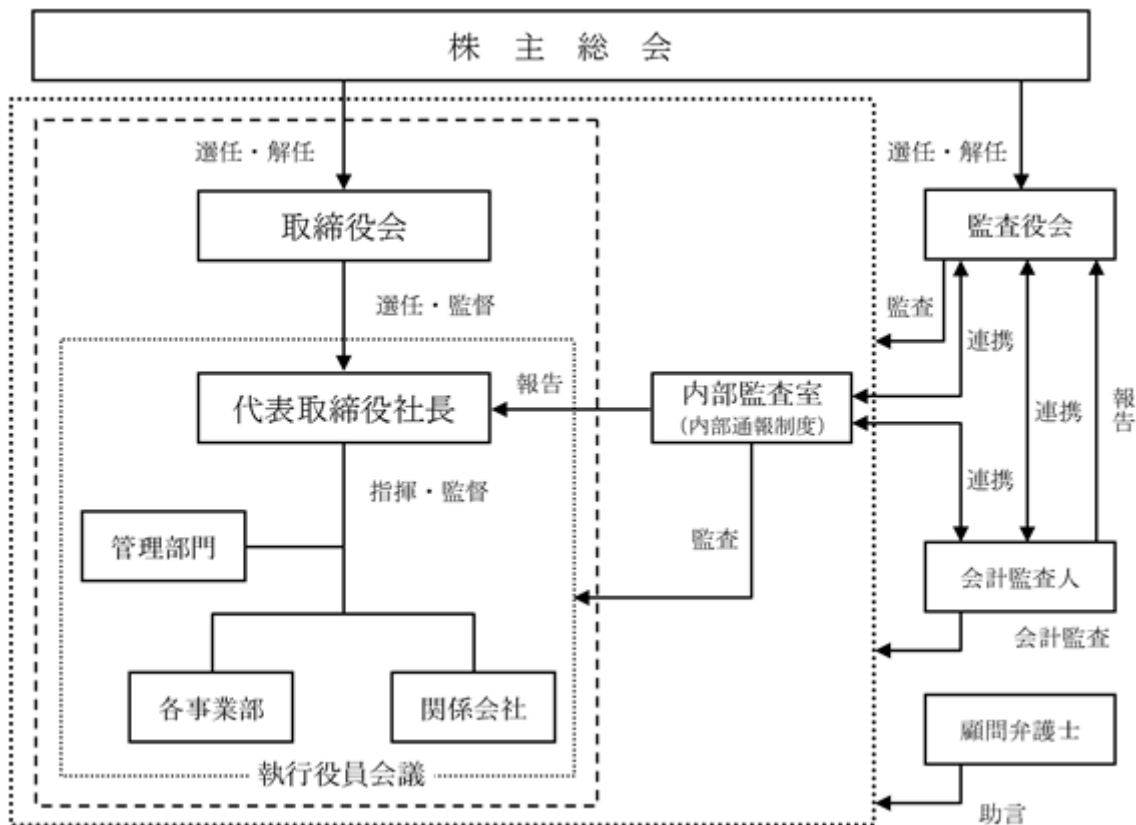 株主総会
選任・解任
選任・解任
取締役会
監査役会
選任・監督
監査
連携
代表取締役社長
報告
内部監査室
(内部通報制度)
連携
報告
指揮・監督
連携
管理部門
監査
会計監査人
会計監査
各事業部
関係会社
顧問弁護士
執行役員会議
助言